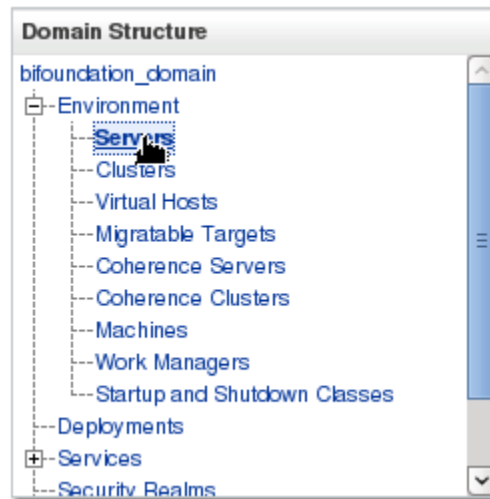 Domain Structure
bifoundation_domain
Environment
Servers
Clusters
Virtual Hosts
Migratable Targets
Coherence Servers
Coherence Clusters
Machines
Work Managers
Startup and Shutdown Classes
Deployments
Services
Security Realms